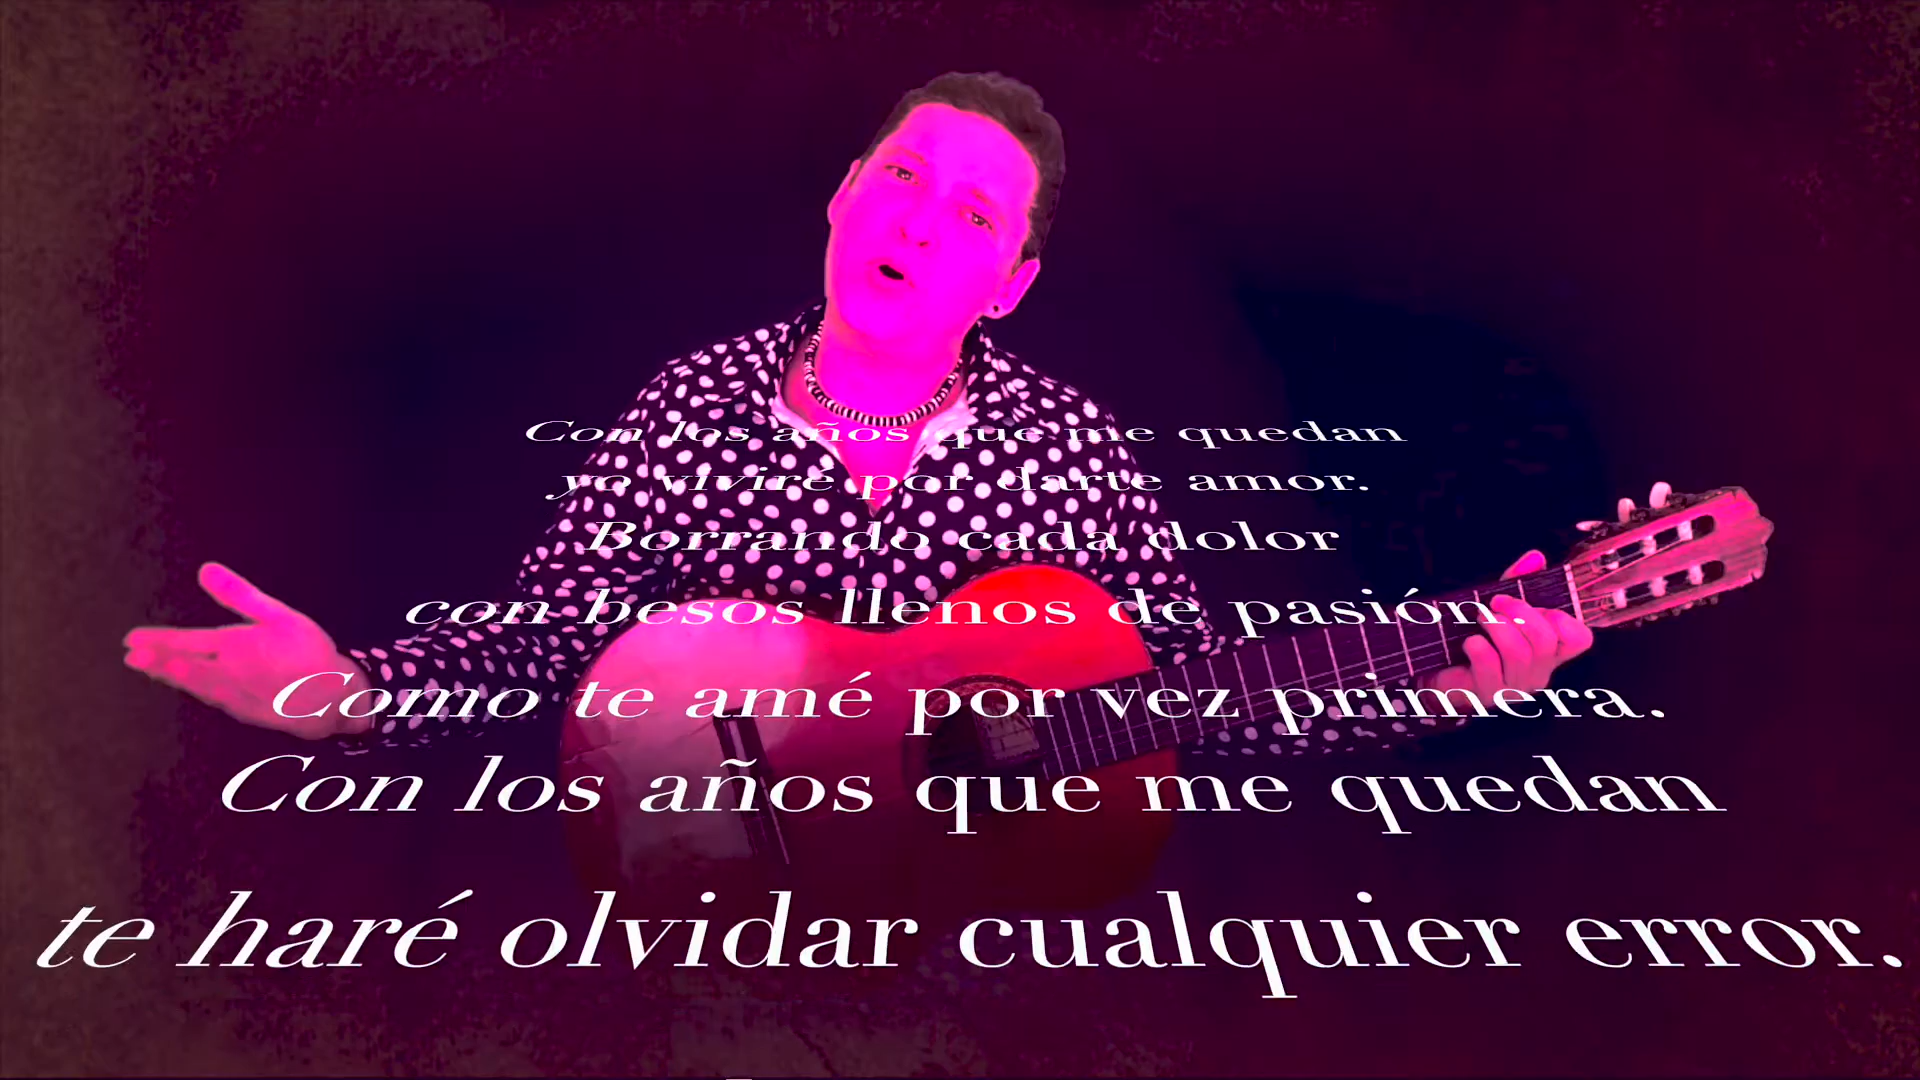 Con los años que me quedan
yo viviré por darte amor.
Borrando cada dolor
con besos llenos de pasión.
Como te amé por vez primera.
Con los años que me quedan
te haré olvidar cualquier error.